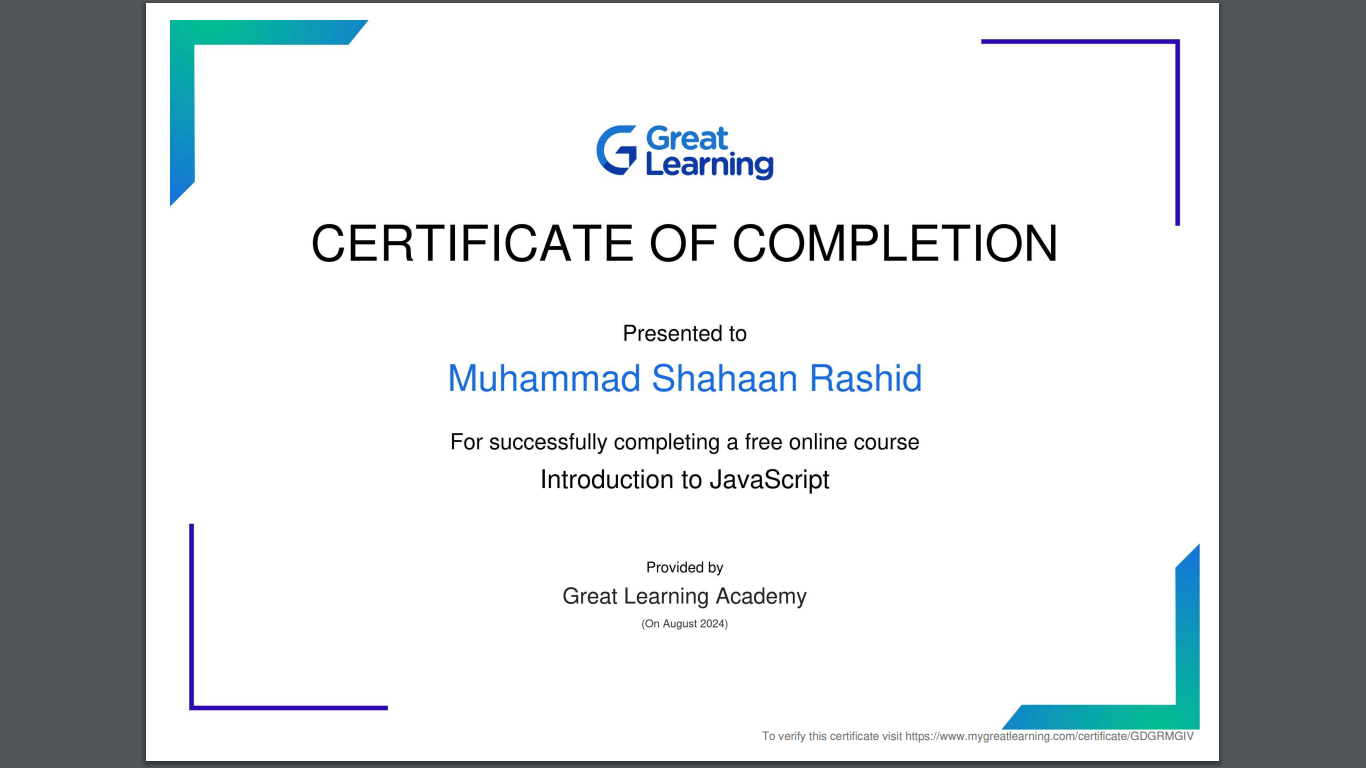 Great
Learning
CERTIFICATE OF COMPLETION
Presented to
Muhammad Shahaan Rashid
For successfully completing a free online course
Introduction to JavaScript
Provided by
Great Learning Academy
(On August 2024)
To verify this certificate visit https://www.mygreatlearning.com/certificate/GDGRMGIV